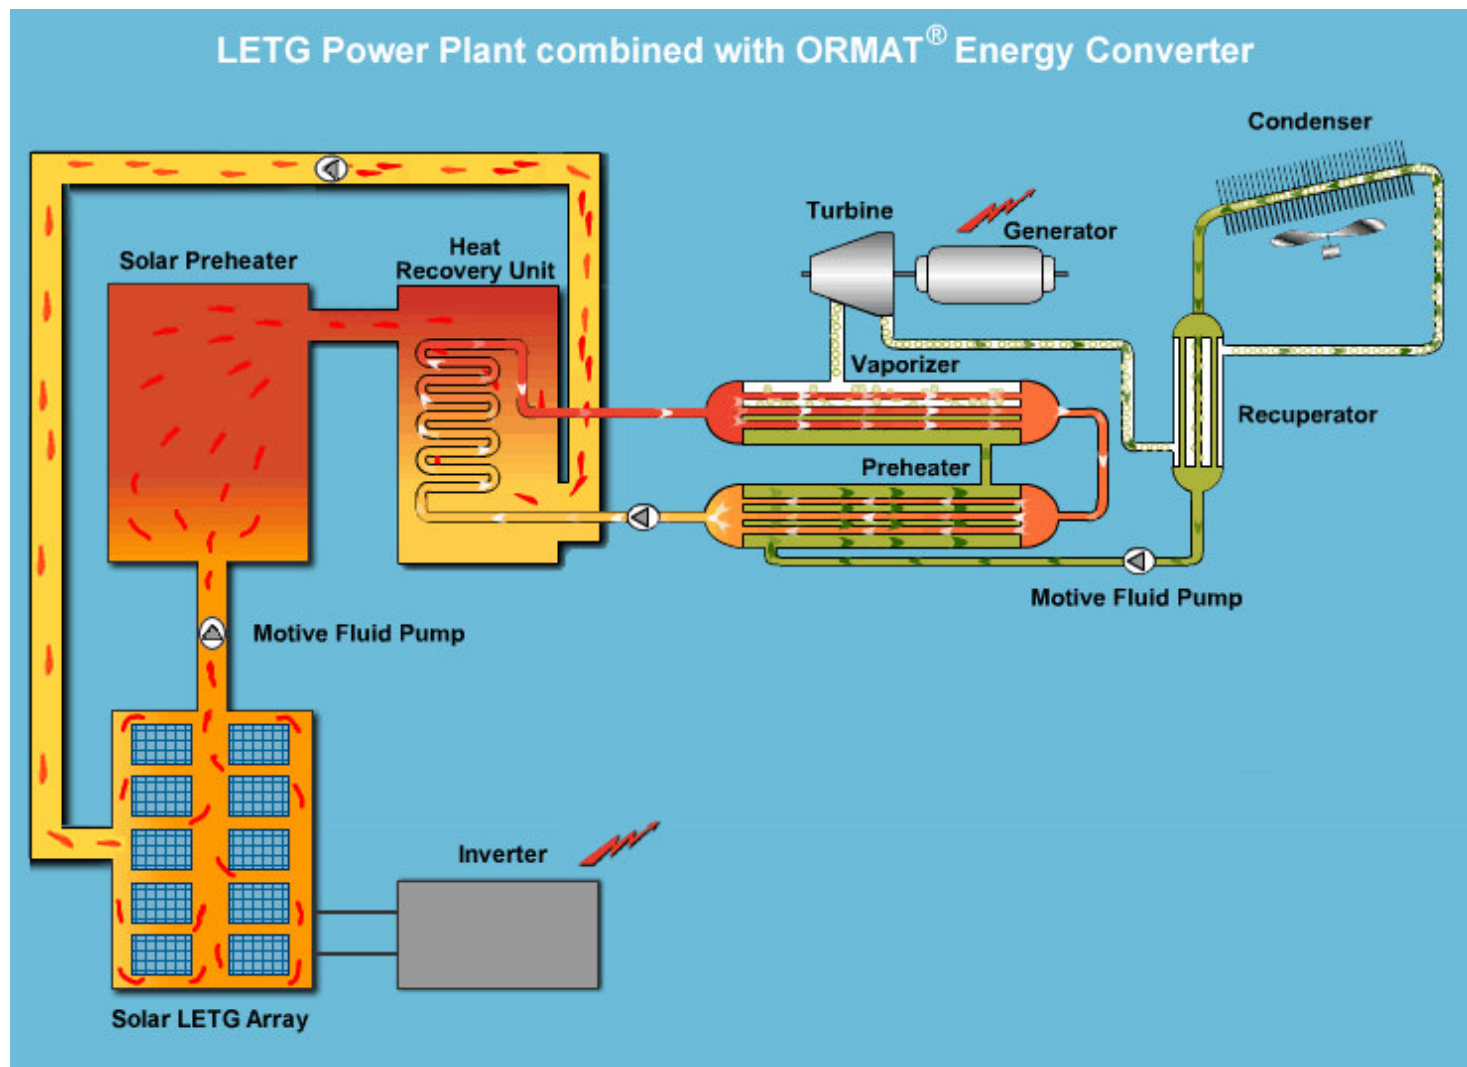 LETG Power Plant combined with ORMAT® Energy Converter
Condenser
Turbine
Generator
Solar Preheater
Heat
Recovery Unit
Vaporizer
Recuperator
Preheater
Motive Fluid Pump
Motive Fluid Pump
Inverter
Solar LETG Array